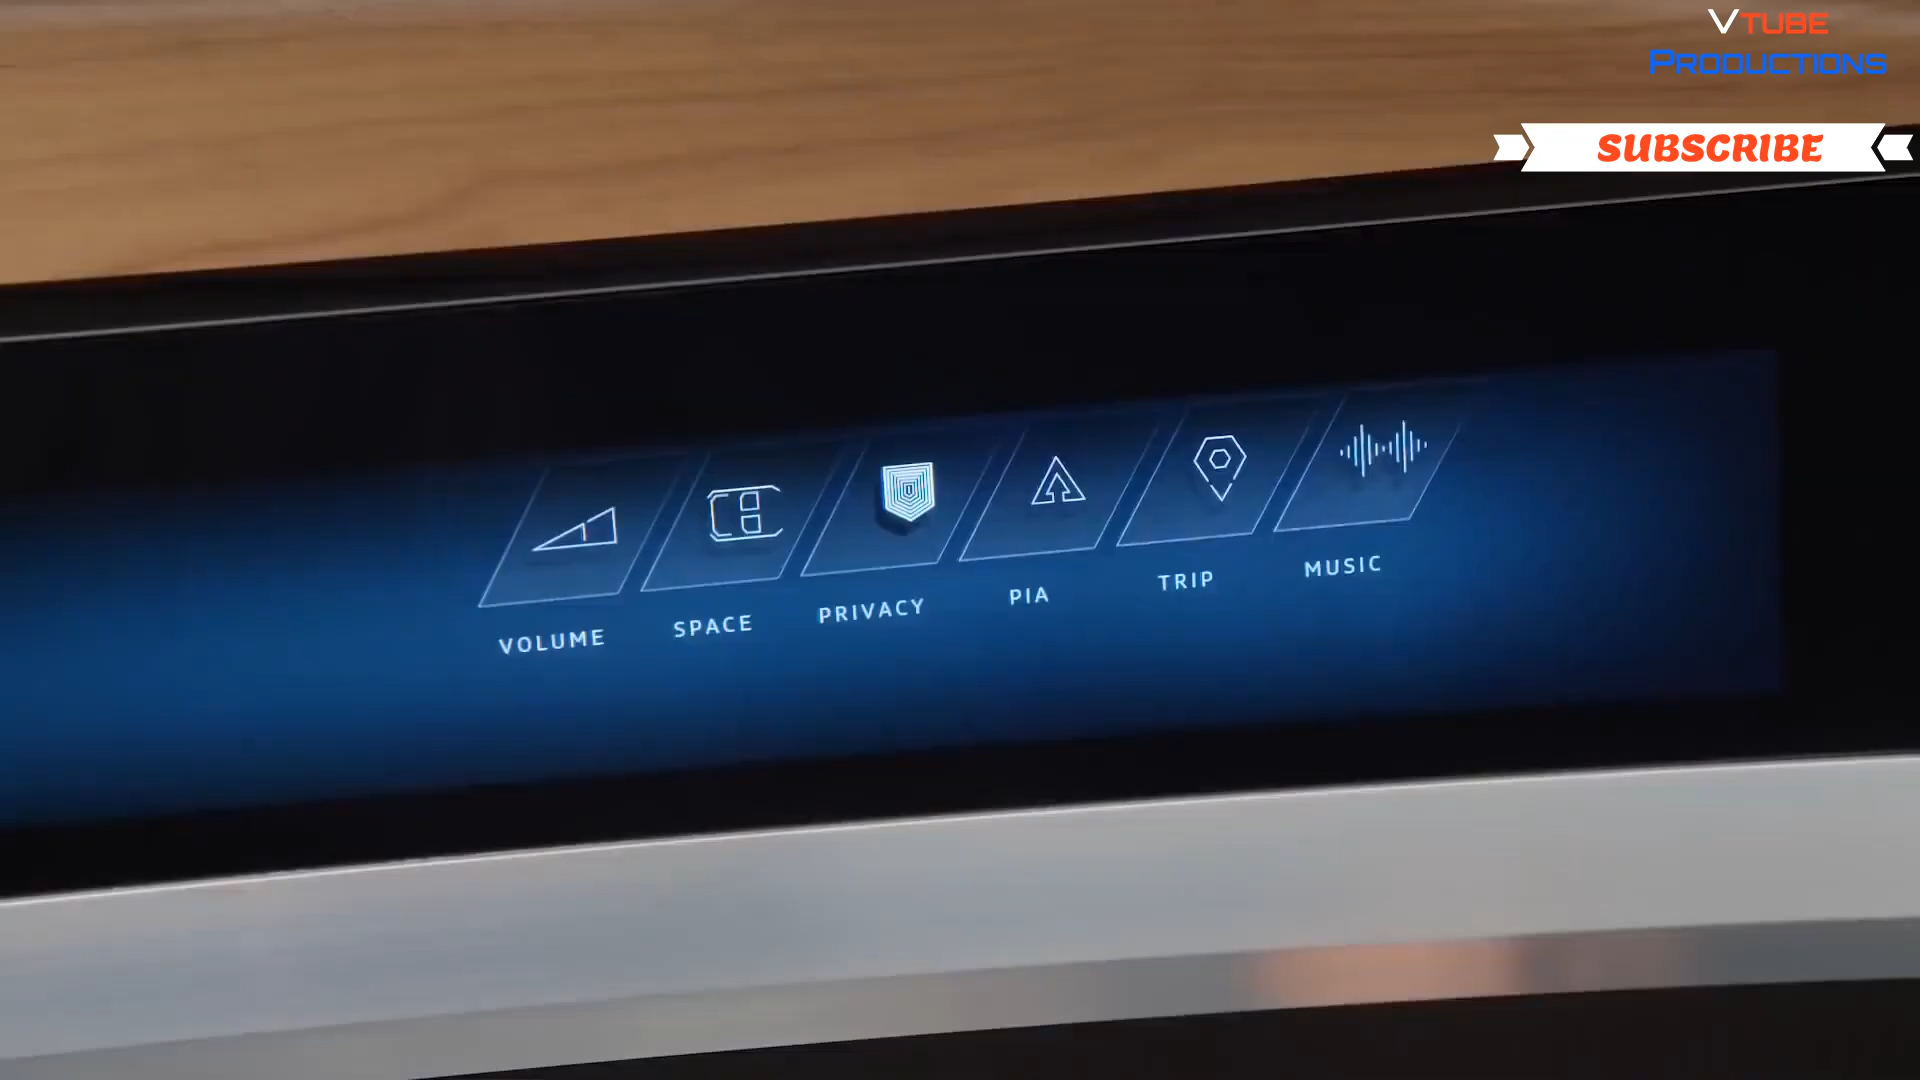 VTUBE
PRODUCTIONS
SUBSCRIBE
VOLUME
SPACE
PRIVACY
PIA
TRIP
MUSIC